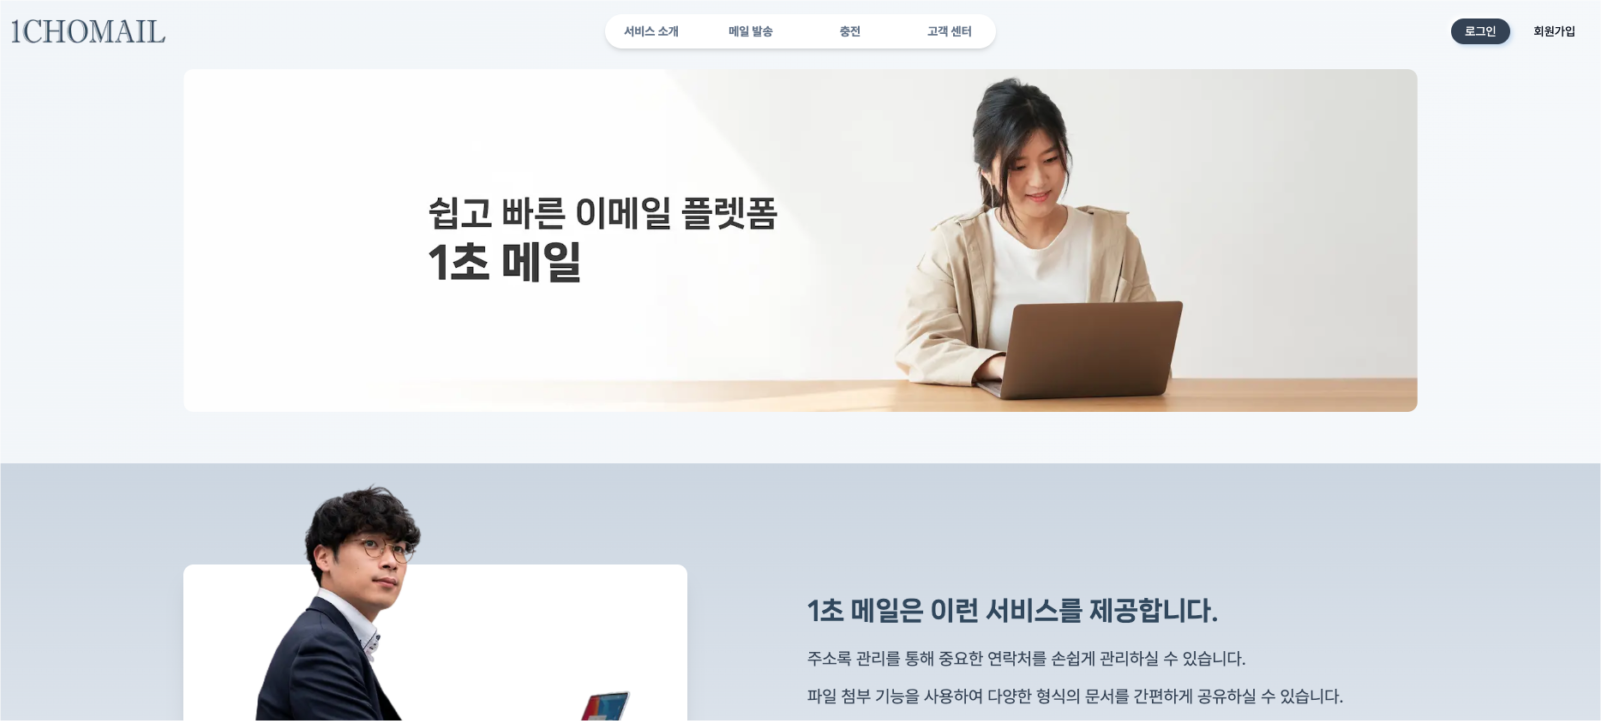 1CHOMAIL
서비스 소개
메일 발송
충전
고객 센터
로그인
회원가입
쉽고 빠른 이메일 플렛폼
1초 메일
1초 메일은 이런 서비스를 제공합니다.
주소록 관리를 통해 중요한 연락처를 손쉽게 관리하실 수 있습니다.
파일 첨부 기능을 사용하여 다양한 형식의 문서를 간편하게 공유하실 수 있습니다.